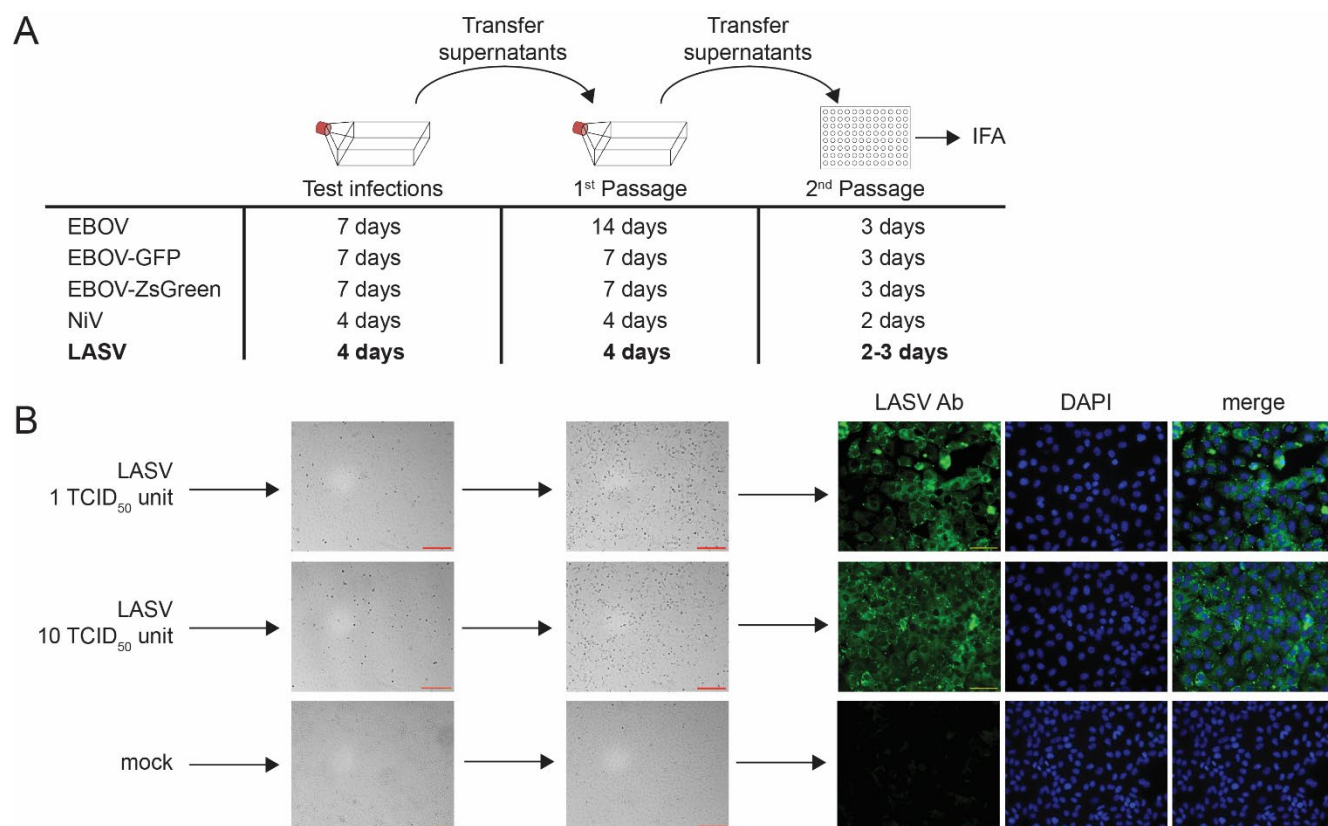 A
Transfer
supernatants
Transfer
supernatants
IFA
Test infections 1st Passage 2nd Passage
EBOV 7 days 14 days 3 days
EBOV-GFP 7 days 7 days 3 days
EBOV-ZsGreen 7 days 7 days 3 days
NiV 4 days 4 days 2 days
LASV 4 days 4 days 2-3 days
B
LASV Ab DAPI merge
LASV
1 TCID50 unit
LASV
10 TCID50 unit
mock